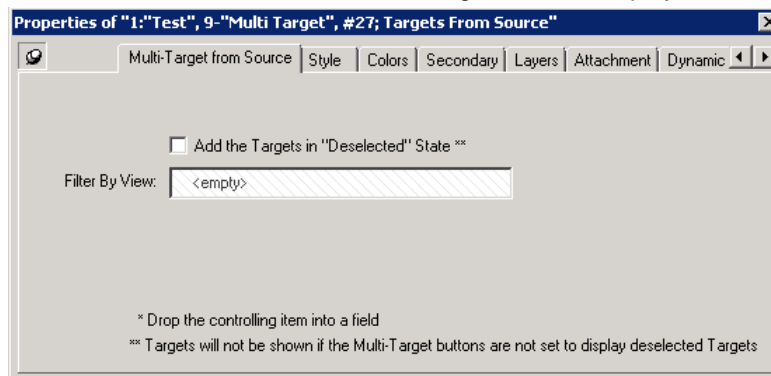 Properties of "1:"Test", 9-"Multi Target", #27; Targets From Source"
Multi-Target from Source Style Colors Secondary Layers Attachment Dynamic
Add the Targets in "Deselected" State **
Filter By View: <empty>
* Drop the controlling item into a field
** Targets will not be shown if the Multi-Target buttons are not set to display deselected Targets